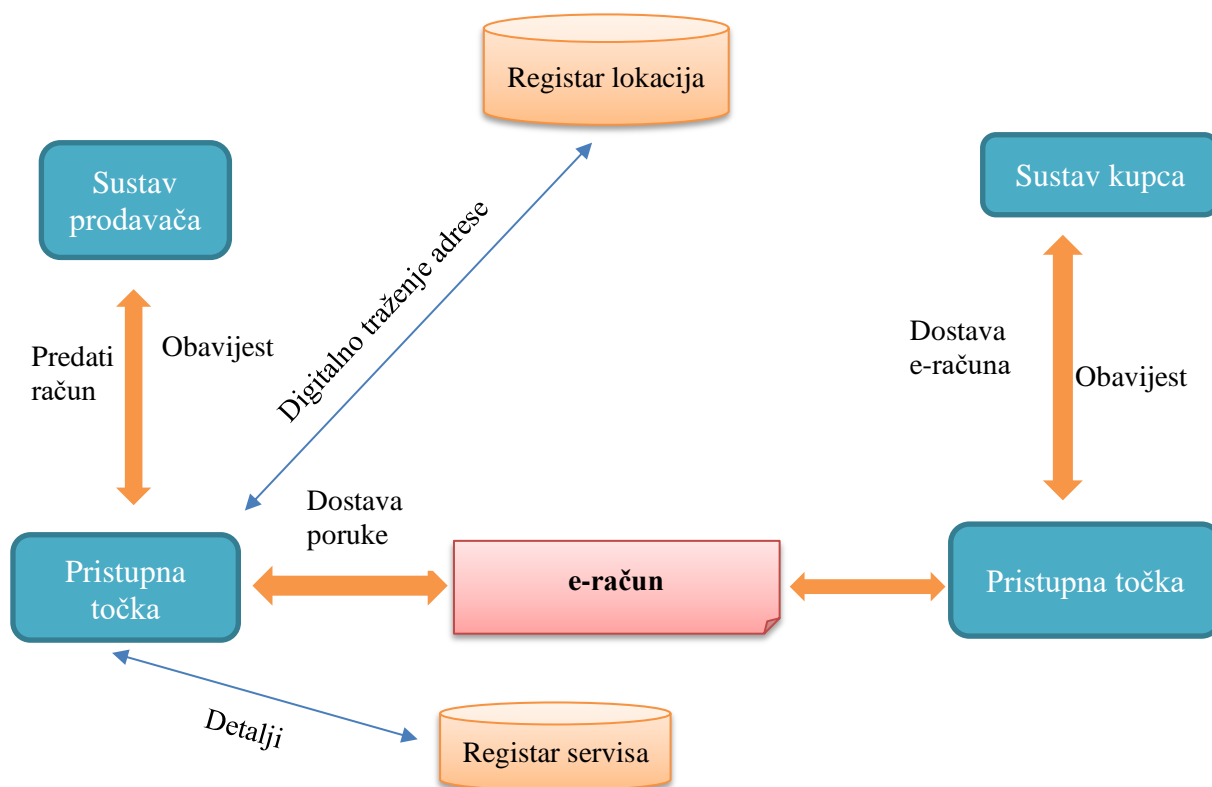 Registar lokacija
Sustav
prodavača
Sustav kupca
Digitalno traženje adrese
Predati
račun
Obavijest
Dostava
e-računa
Obavijest
Dostava
poruke
Pristupna
točka
e-račun
Pristupna točka
Detalji
Registar servisa